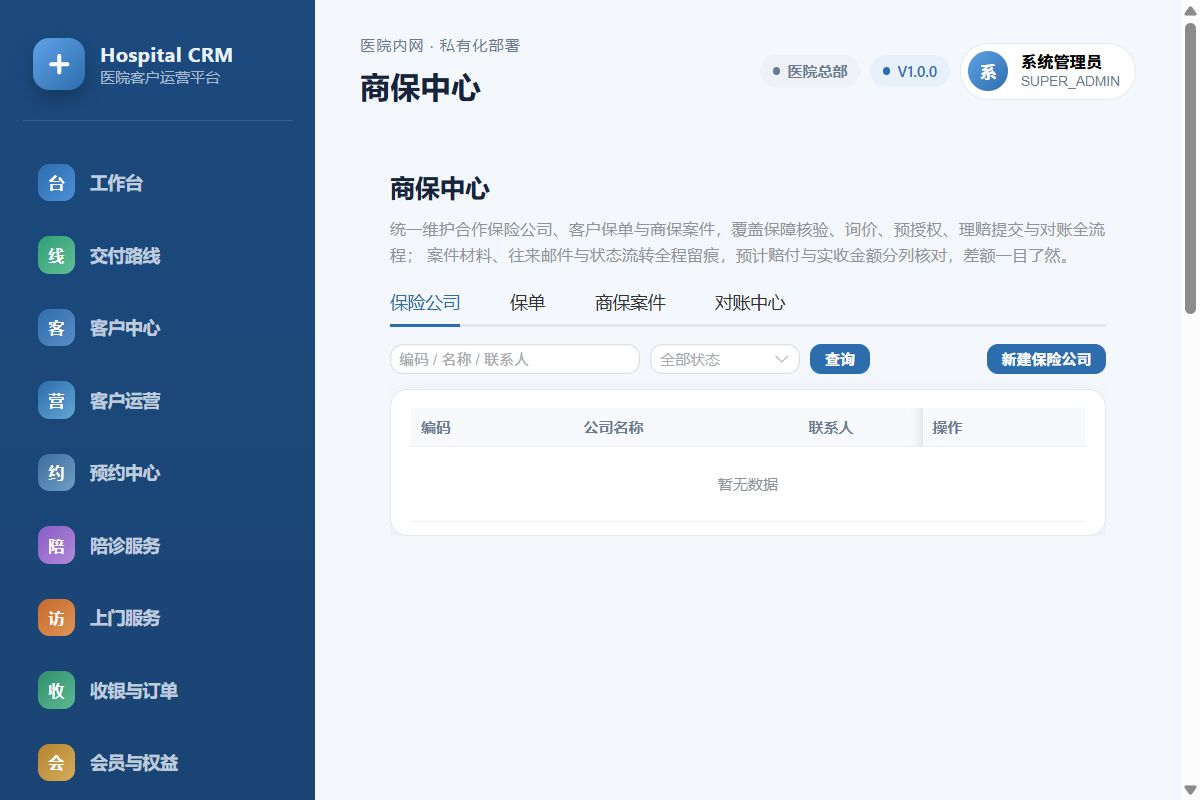 Hospital CRM
医院客户运营平台
台 工作台
线 交付路线
客 客户中心
营 客户运营
约 预约中心
陪 陪诊服务
访 上门服务
收 收银与订单
会 会员与权益
医院内网 · 私有化部署
商保中心
医院总部
V1.0.0
系 系统管理员
SUPER_ADMIN
商保中心
统一维护合作保险公司、客户保单与商保案件，覆盖保障核验、询价、预授权、理赔提交与对账全流
程； 案件材料、往来邮件与状态流转全程留痕，预计赔付与实收金额分列核对，差额一目了然。
保险公司 保单 商保案件 对账中心
编码 / 名称 / 联系人 全部状态 查询 新建保险公司
编码 公司名称 联系人 操作
暂无数据